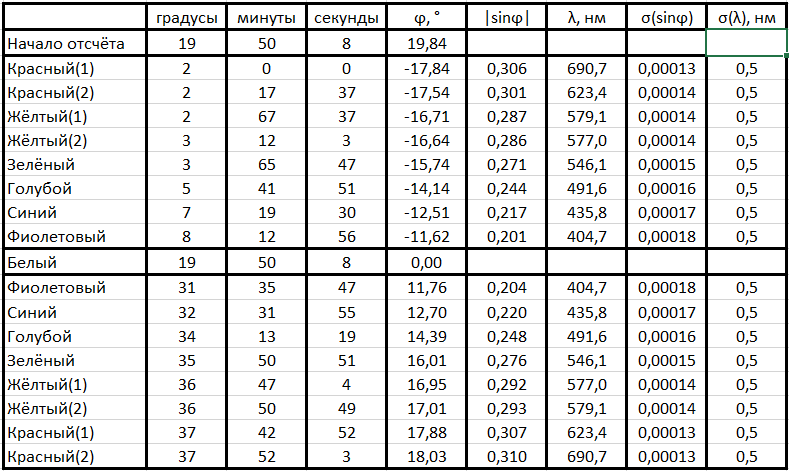 градусы минуты секунды φ, ° |sinφ| λ, нм σ(sinφ) σ(λ), нм
Начало отсчёта 19 50 8 19,84
Красный(1) 2 0 0 -17,84 0,306 690,7 0,00013 0,5
Красный(2) 2 17 37 -17,54 0,301 623,4 0,00014 0,5
Жёлтый(1) 2 67 37 -16,71 0,287 579,1 0,00014 0,5
Жёлтый(2) 3 12 3 -16,64 0,286 577,0 0,00014 0,5
Зелёный 3 65 47 -15,74 0,271 546,1 0,00015 0,5
Голубой 5 41 51 -14,14 0,244 491,6 0,00016 0,5
Синий 7 19 30 -12,51 0,217 435,8 0,00017 0,5
Фиолетовый 8 12 56 -11,62 0,201 404,7 0,00018 0,5
Белый 19 50 8 0,00
Фиолетовый 31 35 47 11,76 0,204 404,7 0,00018 0,5
Синий 32 31 55 12,70 0,220 435,8 0,00017 0,5
Голубой 34 13 19 14,39 0,248 491,6 0,00016 0,5
Зелёный 35 50 51 16,01 0,276 546,1 0,00015 0,5
Жёлтый(1) 36 47 4 16,95 0,292 577,0 0,00014 0,5
Жёлтый(2) 36 50 49 17,01 0,293 579,1 0,00014 0,5
Красный(1) 37 42 52 17,88 0,307 623,4 0,00013 0,5
Красный(2) 37 52 3 18,03 0,310 690,7 0,00013 0,5